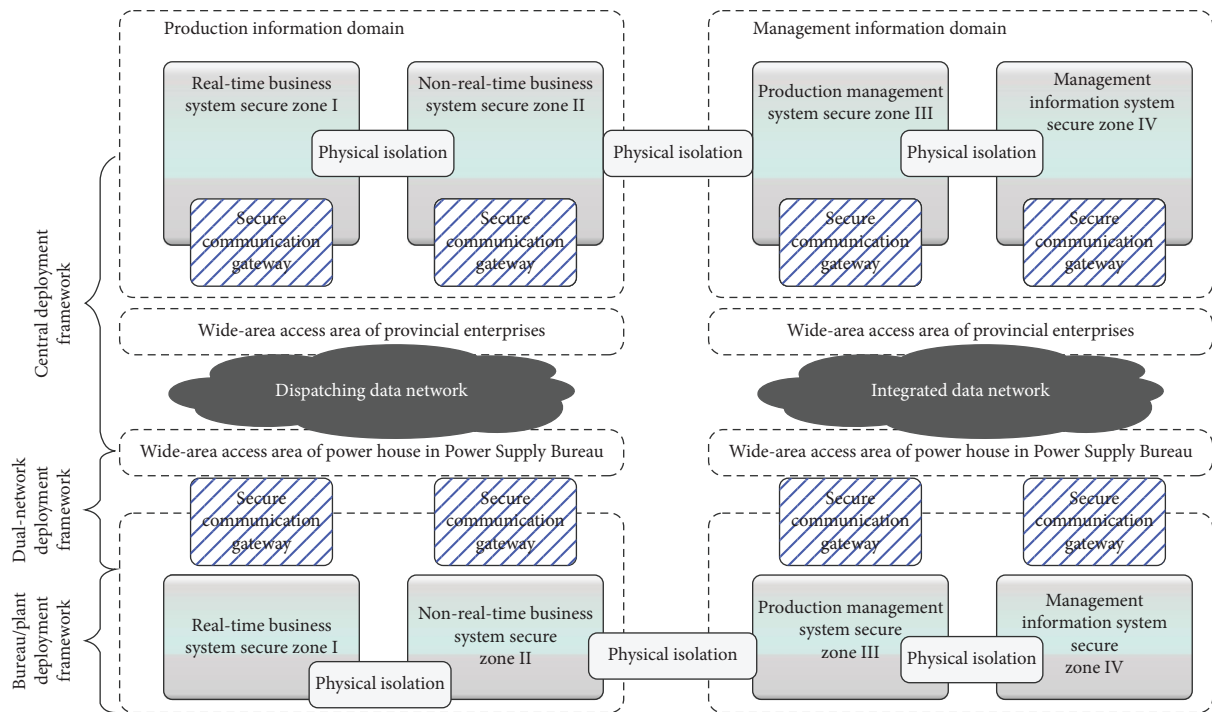 Production information domain
Management information domain
Real-time business
system secure zone I
Non-real-time business
system secure zone II
Production management
system secure zone III
Management
information system
secure zone IV
Physical isolation
Physical isolation
Physical isolation
Secure
communication
gateway
Secure
communication
gateway
Secure
communication
gateway
Secure
communication
gateway
Central deployment
framework
Wide-area access area of provincial enterprises
Wide-area access area of provincial enterprises
Dispatching data network
Integrated data network
Wide-area access area of power house in Power Supply Bureau
Wide-area access area of power house in Power Supply Bureau
Dual-network
deployment
framework
Secure
communication
gateway
Secure
communication
gateway
Secure
communication
gateway
Secure
communication
gateway
Bureau/plant
deployment
framework
Real-time business
system secure zone I
Non-real-time business
system secure
zone II
Production management
system secure
zone III
Management
information system
secure
zone IV
Physical isolation
Physical isolation
Physical isolation